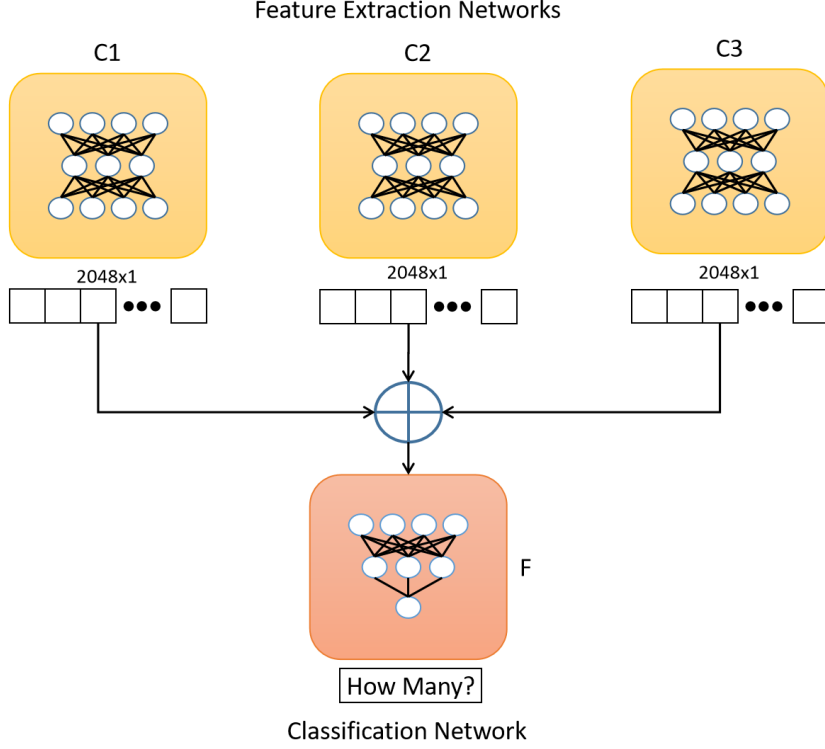 Feature Extraction Networks
C1
C2
C3
2048x1
2048x1
2048x1
F
How Many?
Classification Network